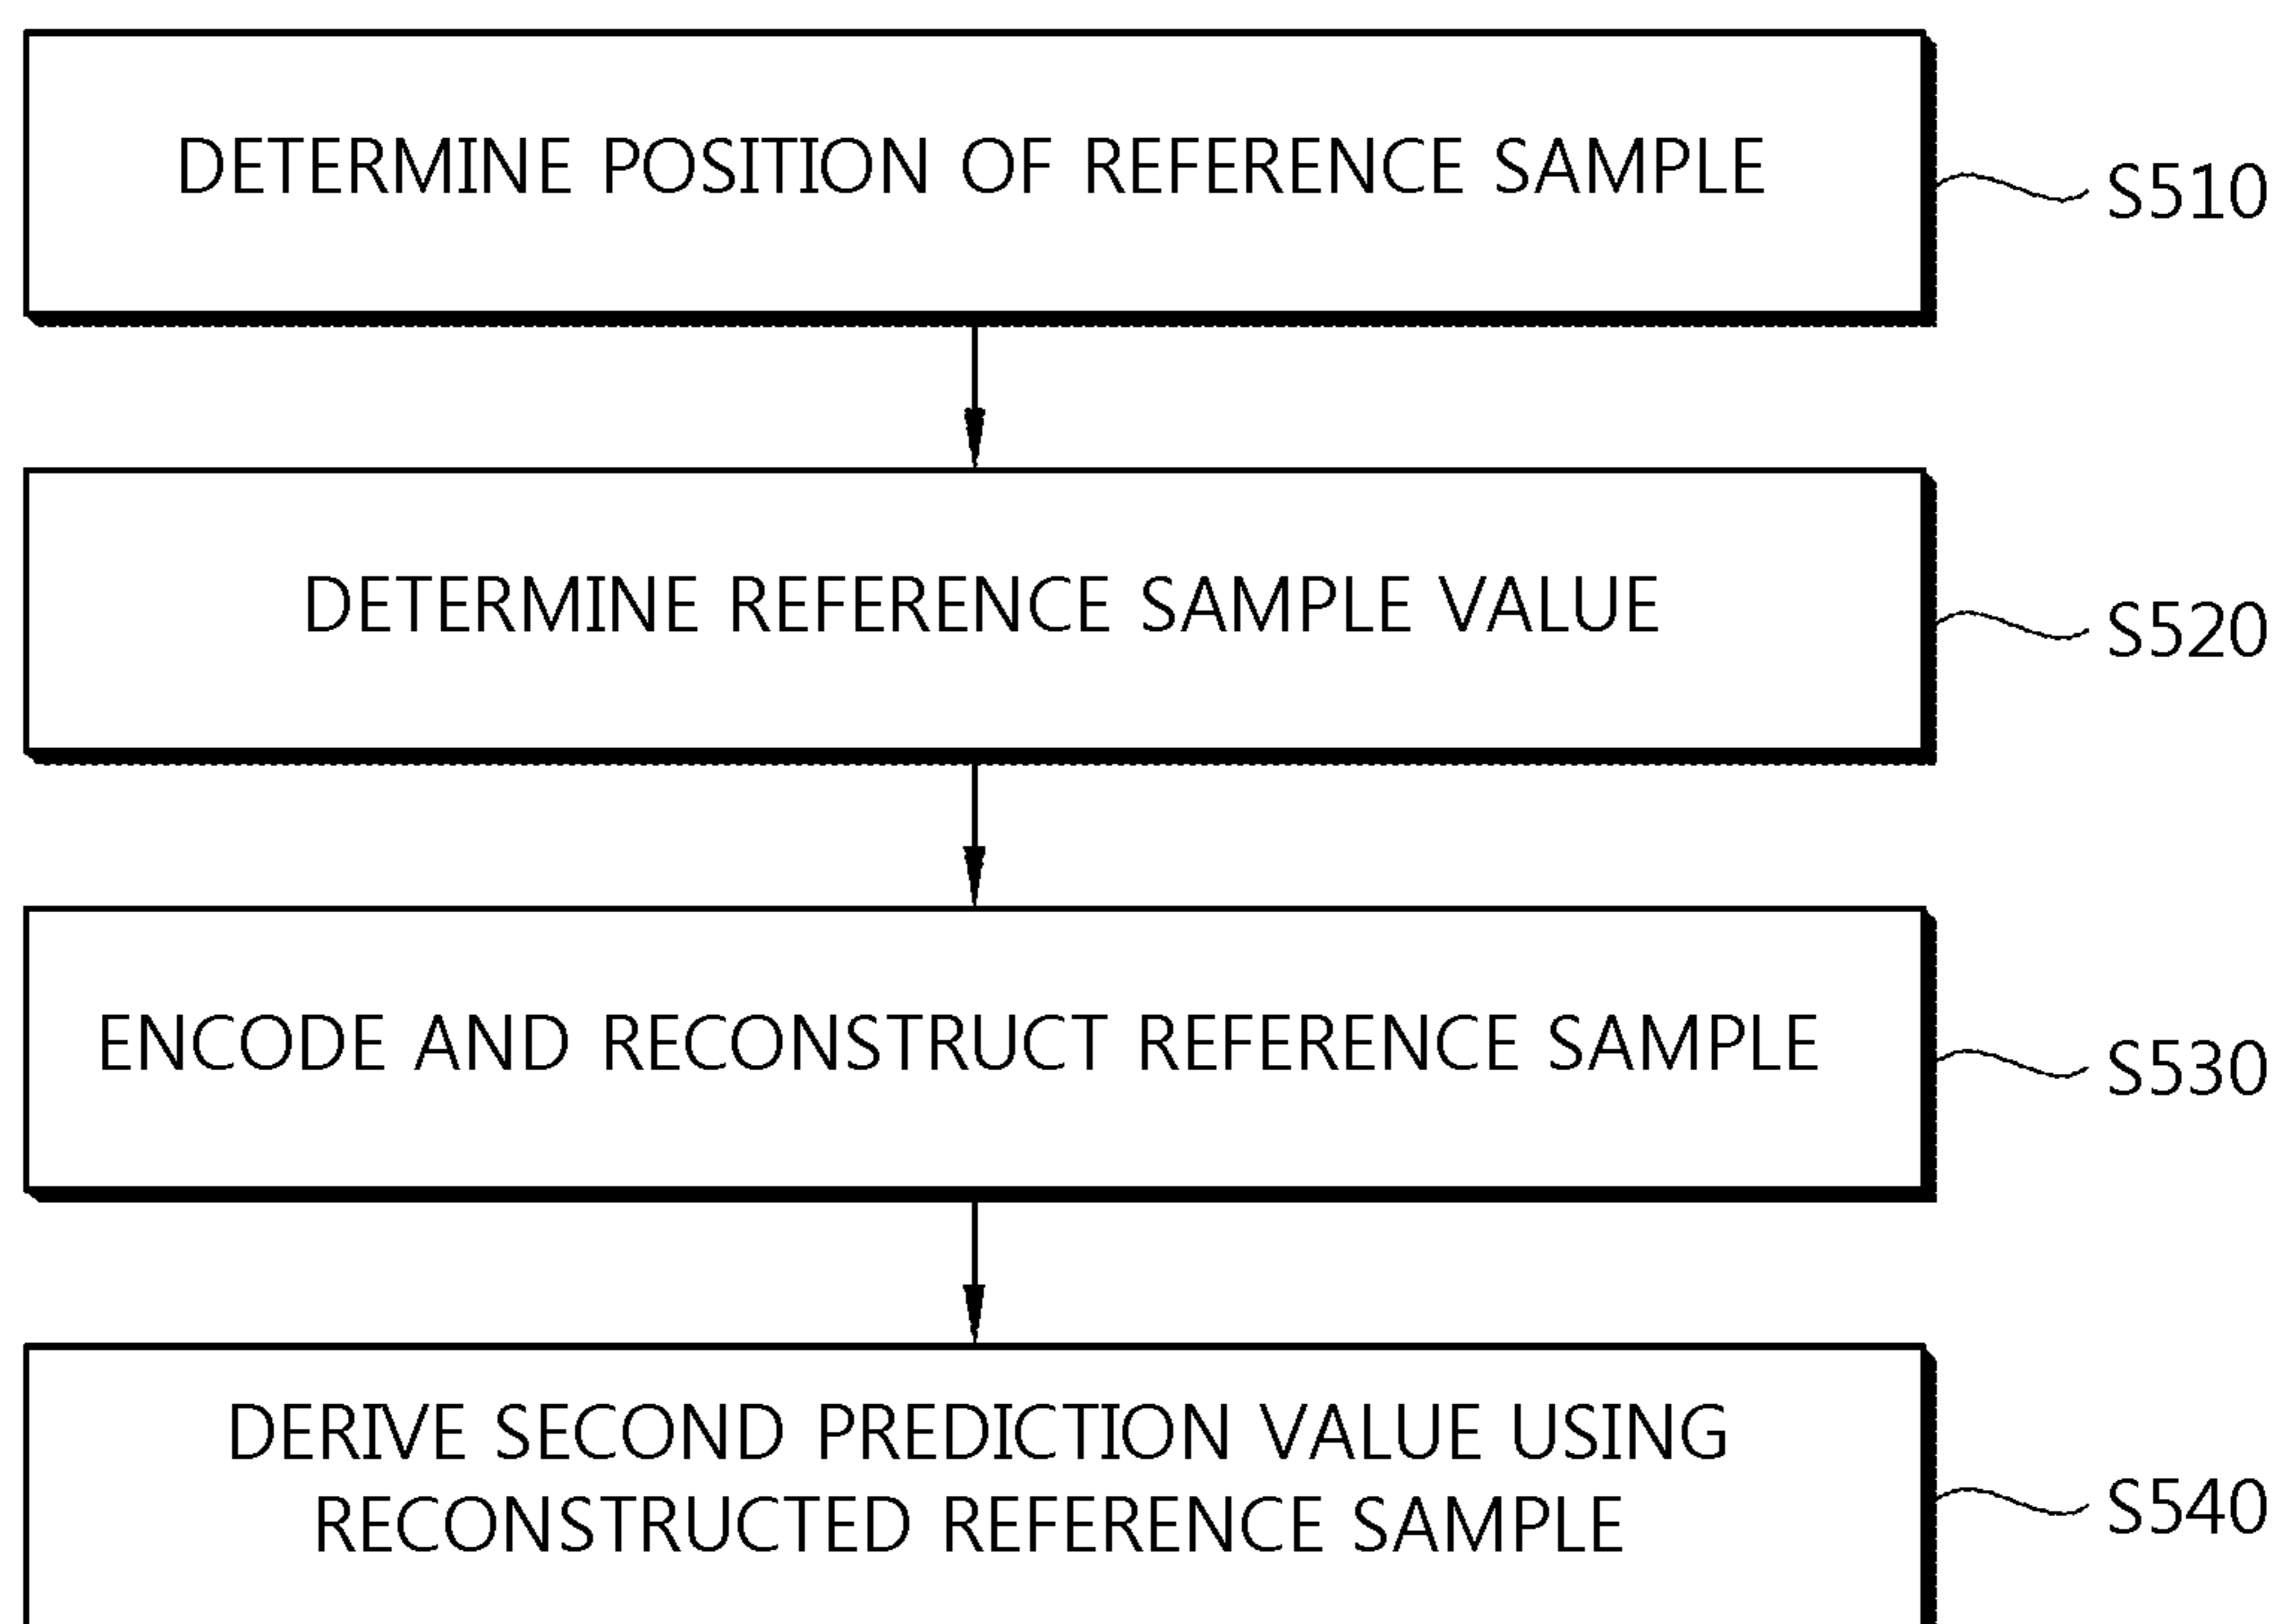 DETERMINE POSITION OF REFERENCE SAMPLE
S510
DETERMINE REFERENCE SAMPLE VALUE
S520
ENCODE AND RECONSTRUCT REFERENCE SAMPLE
S530
DERIVE SECOND PREDICTION VALUE USING
RECONSTRUCTED REFERENCE SAMPLE
S540